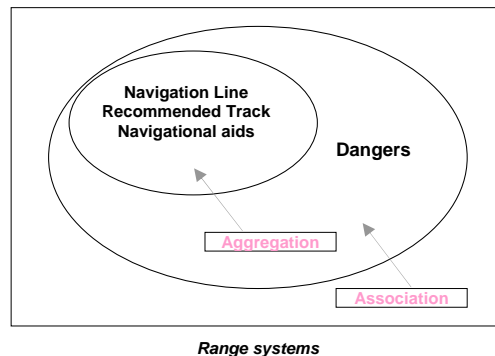 Navigation Line
Recommended Track
Navigational aids
Dangers
Aggregation
Association
Range systems